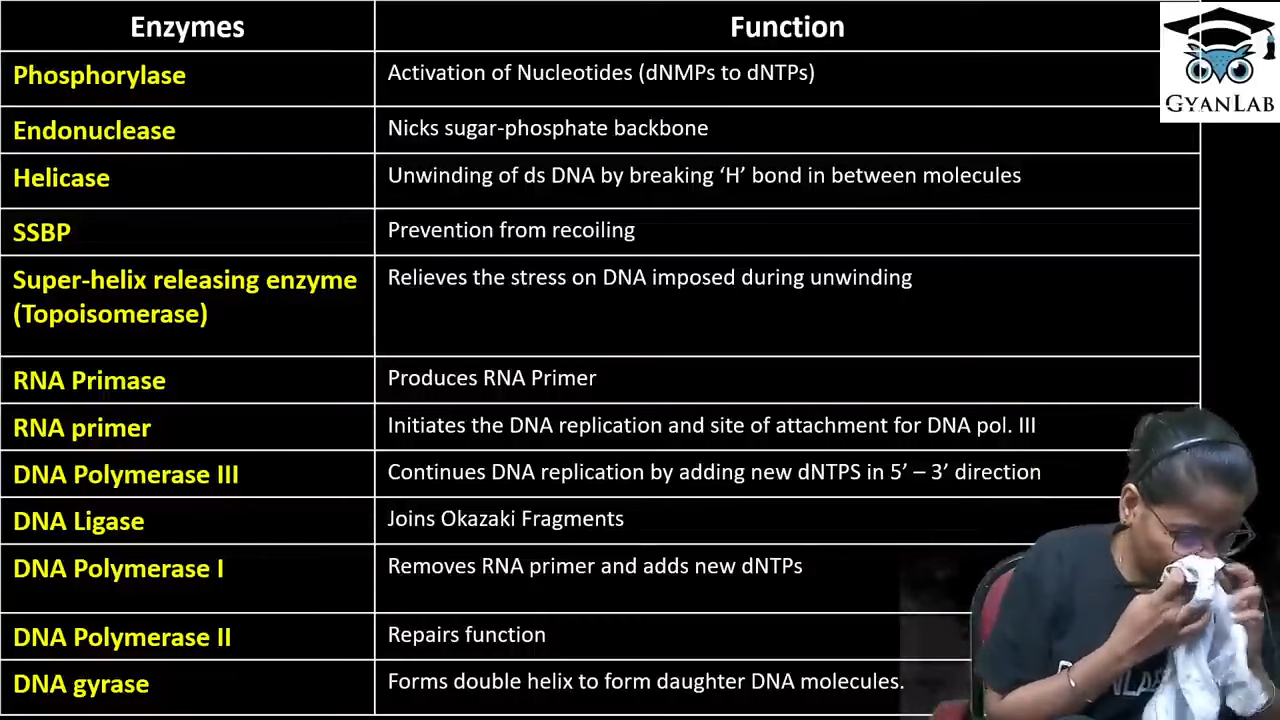 Enzymes
Function
GYANLAB
Phosphorylase
Activation of Nucleotides (dNMPs to dNTPs)
Endonuclease
Nicks sugar-phosphate backbone
Helicase
Unwinding of ds DNA by breaking ‘H’ bond in between molecules
SSBP
Prevention from recoiling
Super-helix releasing enzyme
(Topoisomerase)
Relieves the stress on DNA imposed during unwinding
RNA Primase
Produces RNA Primer
RNA primer
Initiates the DNA replication and site of attachment for DNA pol. III
DNA Polymerase III
Continues DNA replication by adding new dNTPS in 5’ – 3’ direction
DNA Ligase
Joins Okazaki Fragments
DNA Polymerase I
Removes RNA primer and adds new dNTPs
DNA Polymerase II
Repairs function
DNA gyrase
Forms double helix to form daughter DNA molecules.